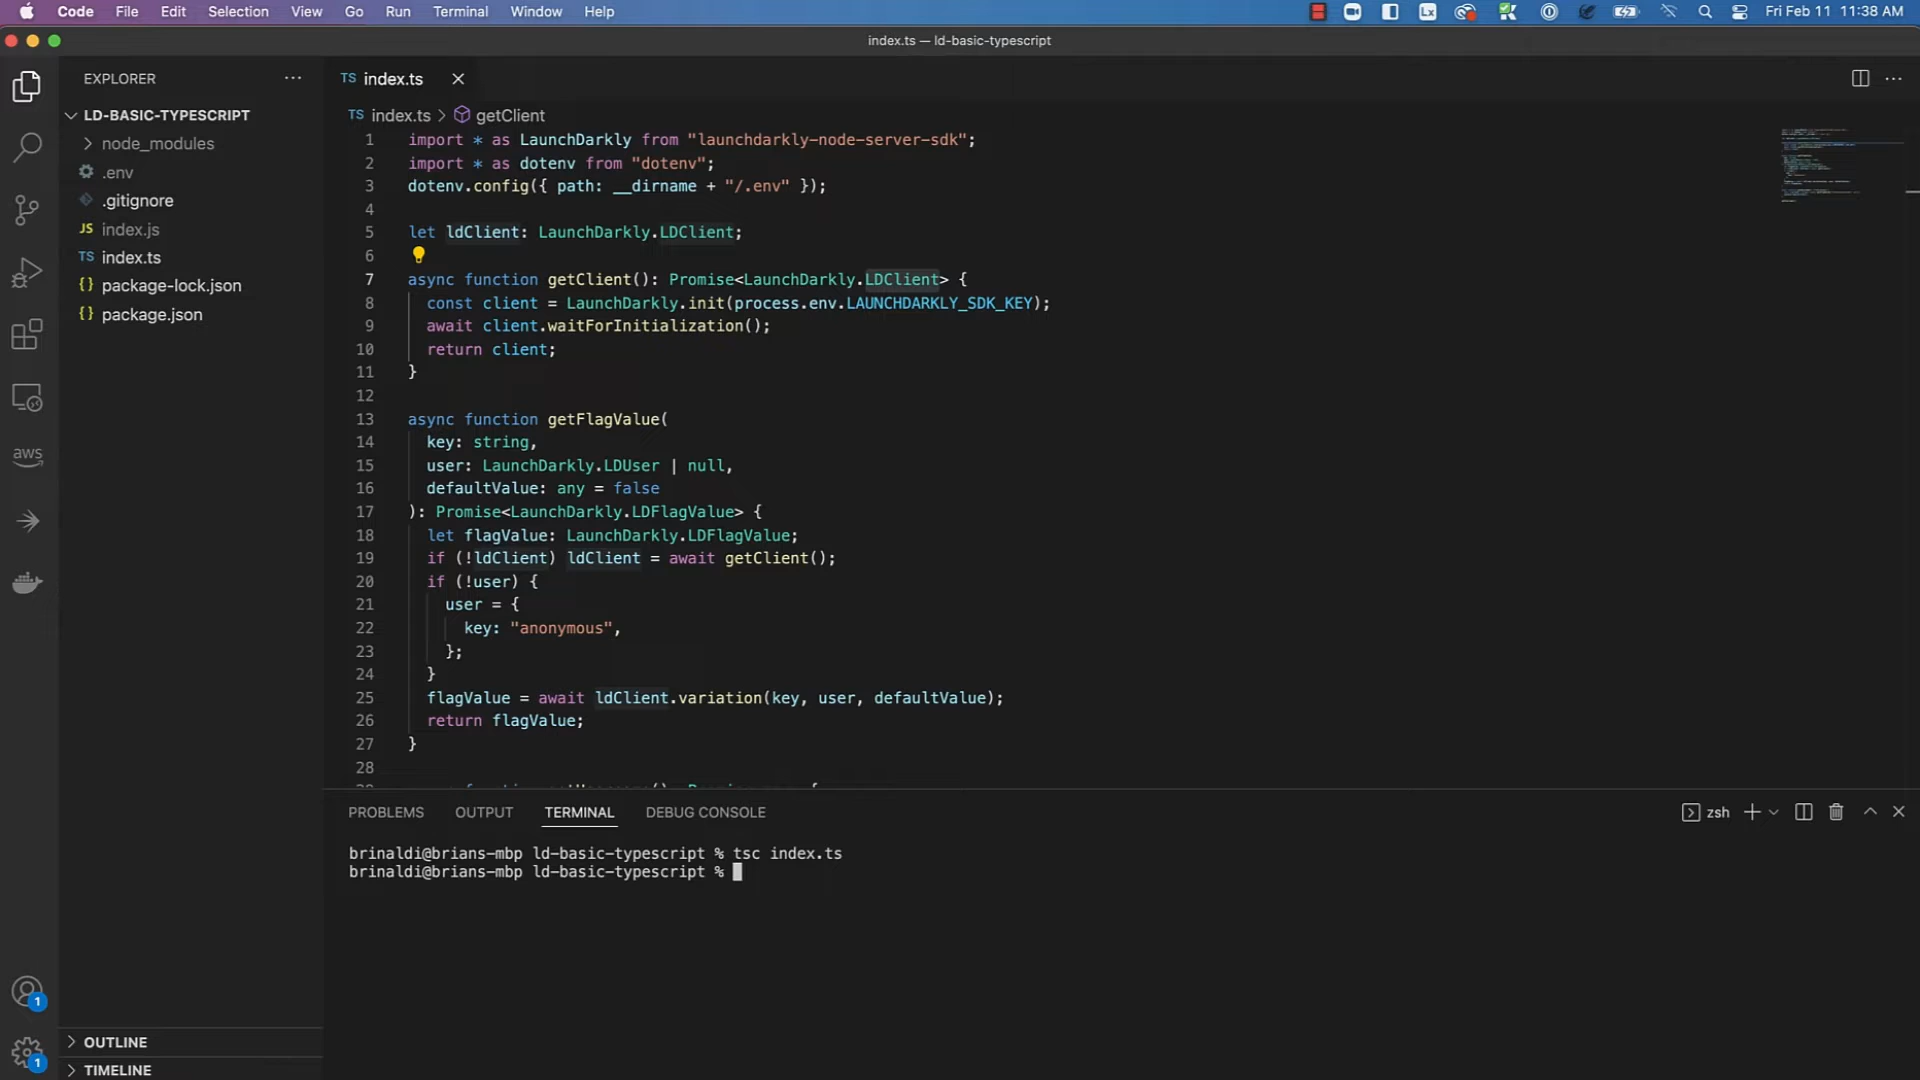 Code File Edit Selection View Go Run Terminal Window Help Lx Fri Feb 11 11:38 AM
index.ts — ld-basic-typescript
EXPLORER
TS index.ts
LD-BASIC-TYPESCRIPT
TS index.ts > getClient
node_modules
.env
.gitignore
JS index.js
TS index.ts
{} package-lock.json
{} package.json
aws
1
1
OUTLINE
TIMELINE
1 import * as LaunchDarkly from "launchdarkly-node-server-sdk";
2 import * as dotenv from "dotenv";
3 dotenv.config({ path: __dirname + "/.env" });
4
5 let ldClient: LaunchDarkly.LDClient;
6
7 async function getClient(): Promise<LaunchDarkly.LDClient> {
8 const client = LaunchDarkly.init(process.env.LAUNCHDARKLY_SDK_KEY);
9 await client.waitForInitialization();
10 return client;
11 }
12
13 async function getFlagValue(
14 key: string,
15 user: LaunchDarkly.LDUser | null,
16 defaultValue: any = false
17 ): Promise<LaunchDarkly.LDFlagValue> {
18 let flagValue: LaunchDarkly.LDFlagValue;
19 if (!ldClient) ldClient = await getClient();
20 if (!user) {
21 user = {
22 key: "anonymous",
23 };
24 }
25 flagValue = await ldClient.variation(key, user, defaultValue);
26 return flagValue;
27 }
28
PROBLEMS OUTPUT TERMINAL DEBUG CONSOLE zsh
brinaldi@brians-mbp ld-basic-typescript % tsc index.ts
brinaldi@brians-mbp ld-basic-typescript %